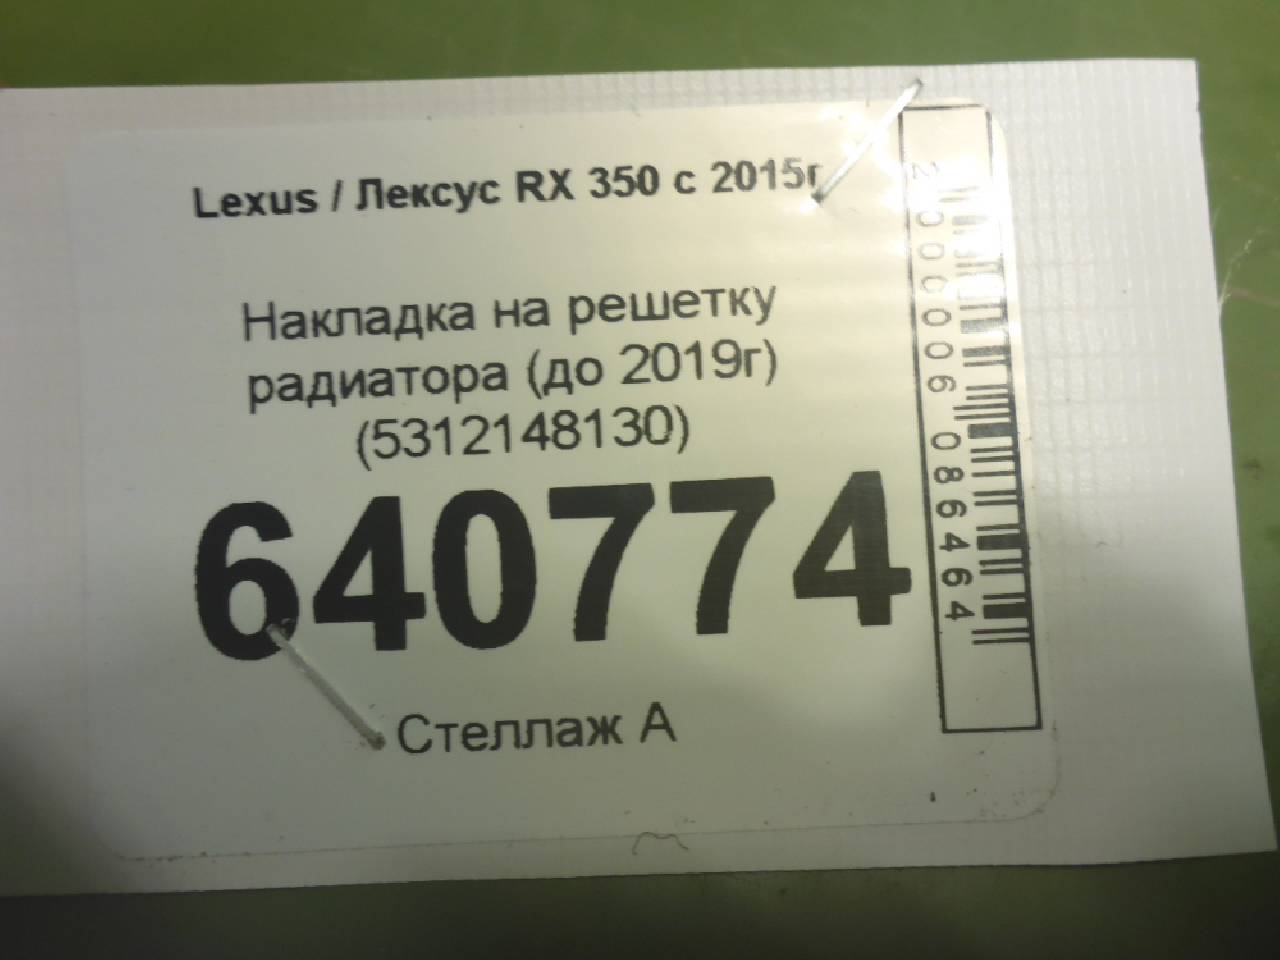 Lexus / Лексус RX 350 с 2015г
Накладка на решетку
радиатора (до 2019г)
(5312148130)
640774
Стеллаж А
2000006086464